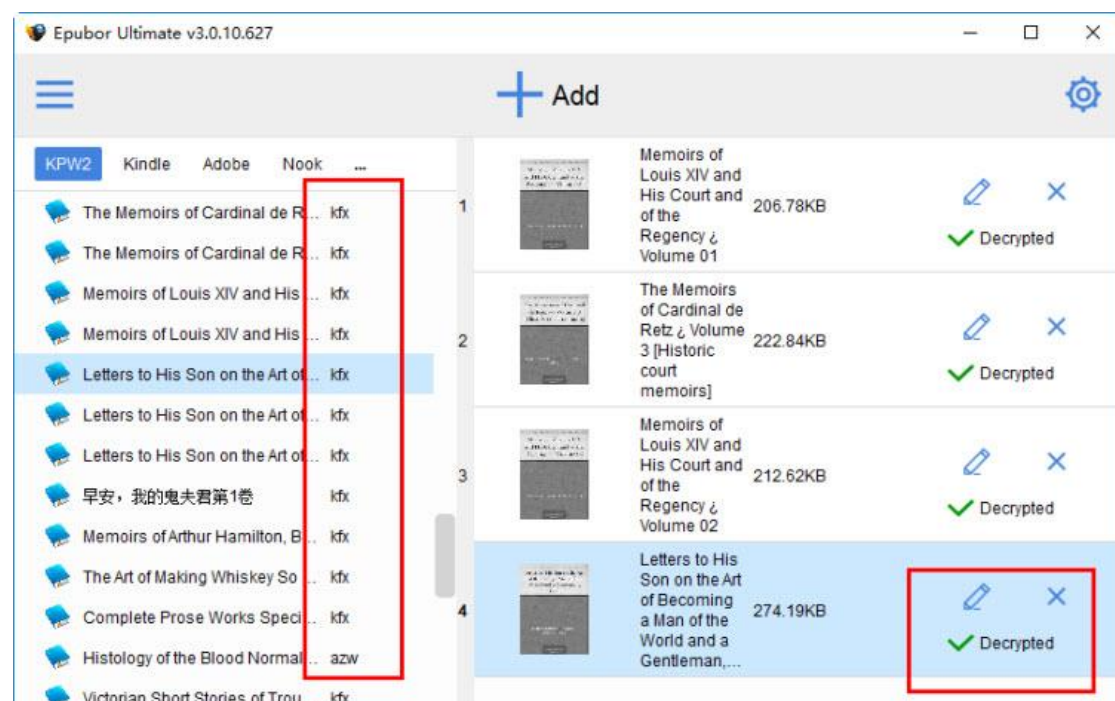 Epubor Ultimate v3.0.10.627
Add
KPW2 Kindle Adobe Nook ...
The Memoirs of Cardinal de R... kfx
The Memoirs of Cardinal de R... kfx
Memoirs of Louis XIV and His ... kfx
Memoirs of Louis XIV and His ... kfx
Letters to His Son on the Art of... kfx
Letters to His Son on the Art of... kfx
Letters to His Son on the Art of... kfx
早安，我的鬼夫君第1卷 kfx
Memoirs of Arthur Hamilton, B... kfx
The Art of Making Whiskey So ... kfx
Complete Prose Works Speci... kfx
Histology of the Blood Normal... azw
Victorian Short Stories of Trou... kfx
1
Memoirs of
Louis XIV and
His Court and
of the
Regency ¿
Volume 01
206.78KB
Decrypted
2
The Memoirs
of Cardinal de
Retz ¿ Volume
3 [Historic
court
memoirs]
222.84KB
Decrypted
3
Memoirs of
Louis XIV and
His Court and
of the
Regency ¿
Volume 02
212.62KB
Decrypted
4
Letters to His
Son on the Art
of Becoming
a Man of the
World and a
Gentleman,...
274.19KB
Decrypted